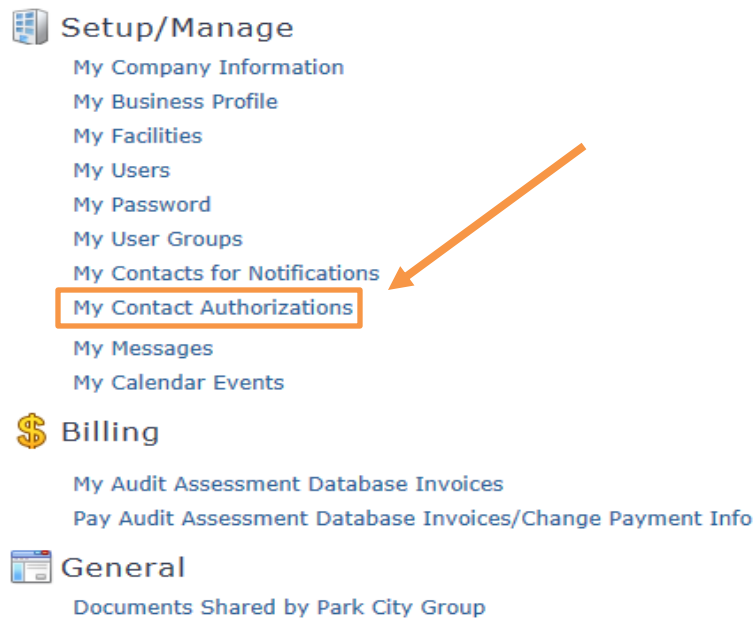 Setup/Manage
My Company Information
My Business Profile
My Facilities
My Users
My Password
My User Groups
My Contacts for Notifications
My Contact Authorizations
My Messages
My Calendar Events
Billing
My Audit Assessment Database Invoices
Pay Audit Assessment Database Invoices/Change Payment Info
General
Documents Shared by Park City Group